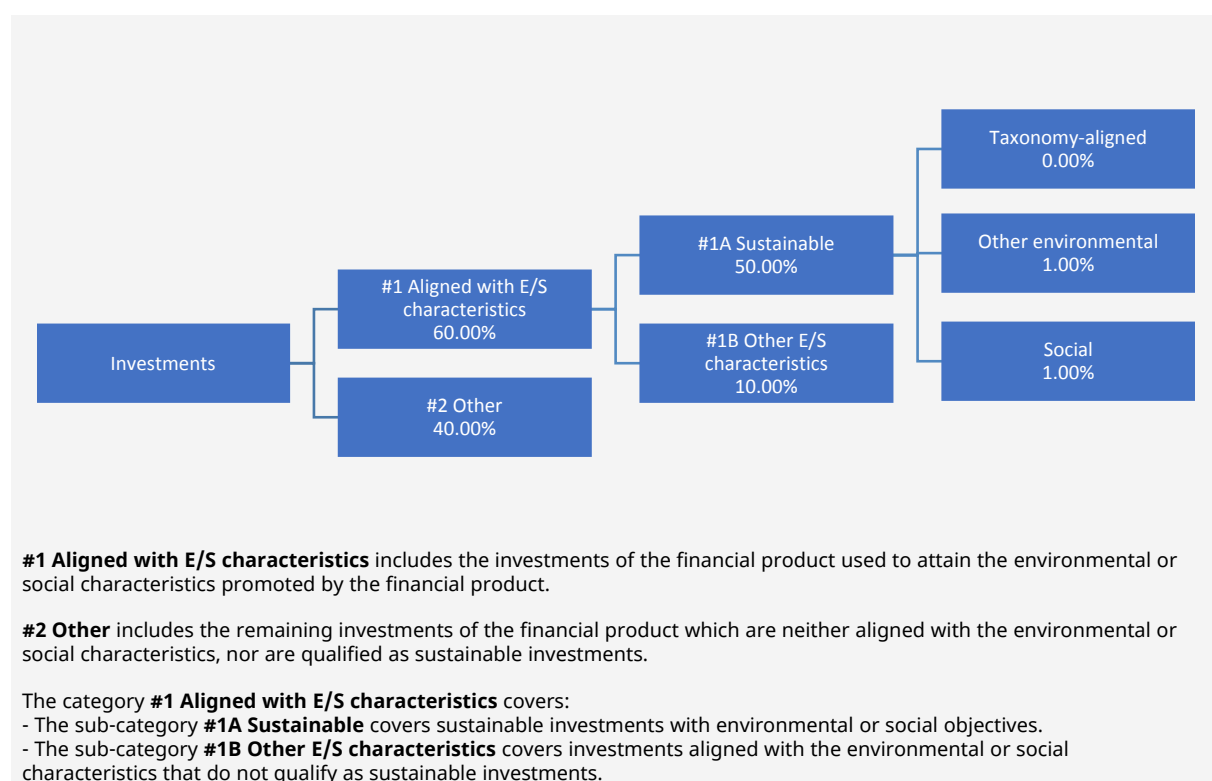 Investments
#1 Aligned with E/S
characteristics
60.00%
#2 Other
40.00%
#1A Sustainable
50.00%
#1B Other E/S
characteristics
10.00%
Taxonomy-aligned
0.00%
Other environmental
1.00%
Social
1.00%
#1 Aligned with E/S characteristics includes the investments of the financial product used to attain the environmental or
social characteristics promoted by the financial product.
#2 Other includes the remaining investments of the financial product which are neither aligned with the environmental or
social characteristics, nor are qualified as sustainable investments.
The category #1 Aligned with E/S characteristics covers:
- The sub-category #1A Sustainable covers sustainable investments with environmental or social objectives.
- The sub-category #1B Other E/S characteristics covers investments aligned with the environmental or social
characteristics that do not qualify as sustainable investments.